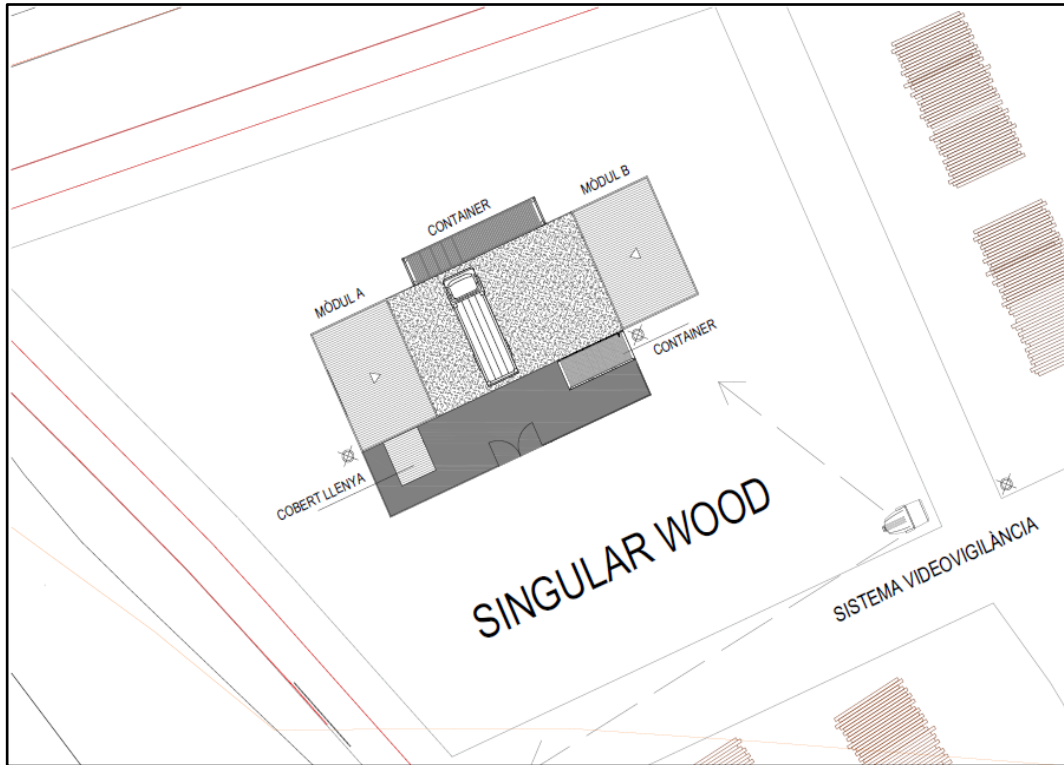 MÒDUL B
CONTAINER
MÒDUL A
CONTAINER
COBERT LLENYA
SINGULAR WOOD
SISTEMA VIDEOVIGILÀNCIA